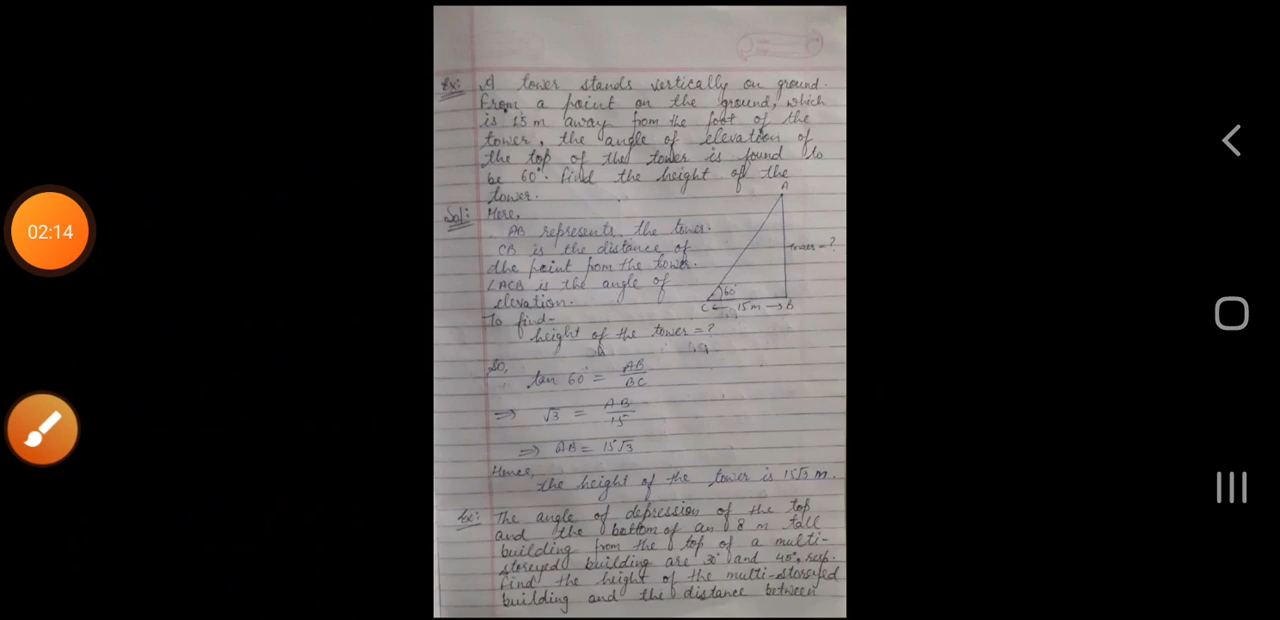 02:14
Ex: A tower stands vertically on ground.
From a point on the ground, which
is 15 m away from the foot of the
tower, the angle of elevation of
the top of the tower is found to
be 60°. find the height of the
tower.
Sol: Here,
AB represents the tower.
CB is the distance of
the point from the tower.
∠ACB is the angle of
elevation.
A
tower = ?
60°
C ← 15 m → B
To find-
height of the tower = ?
So,
tan 60° = AB/BC
⇒ √3 = AB/15
⇒ AB = 15√3
Hence,
the height of the tower is 15√3 m.
Ex: The angle of depression of the top
and the bottom of an 8 m tall
building from the top of a multi-
storeyed building are 30° and 45°, resp.
find the height of the multi-storeyed
building and the distance between